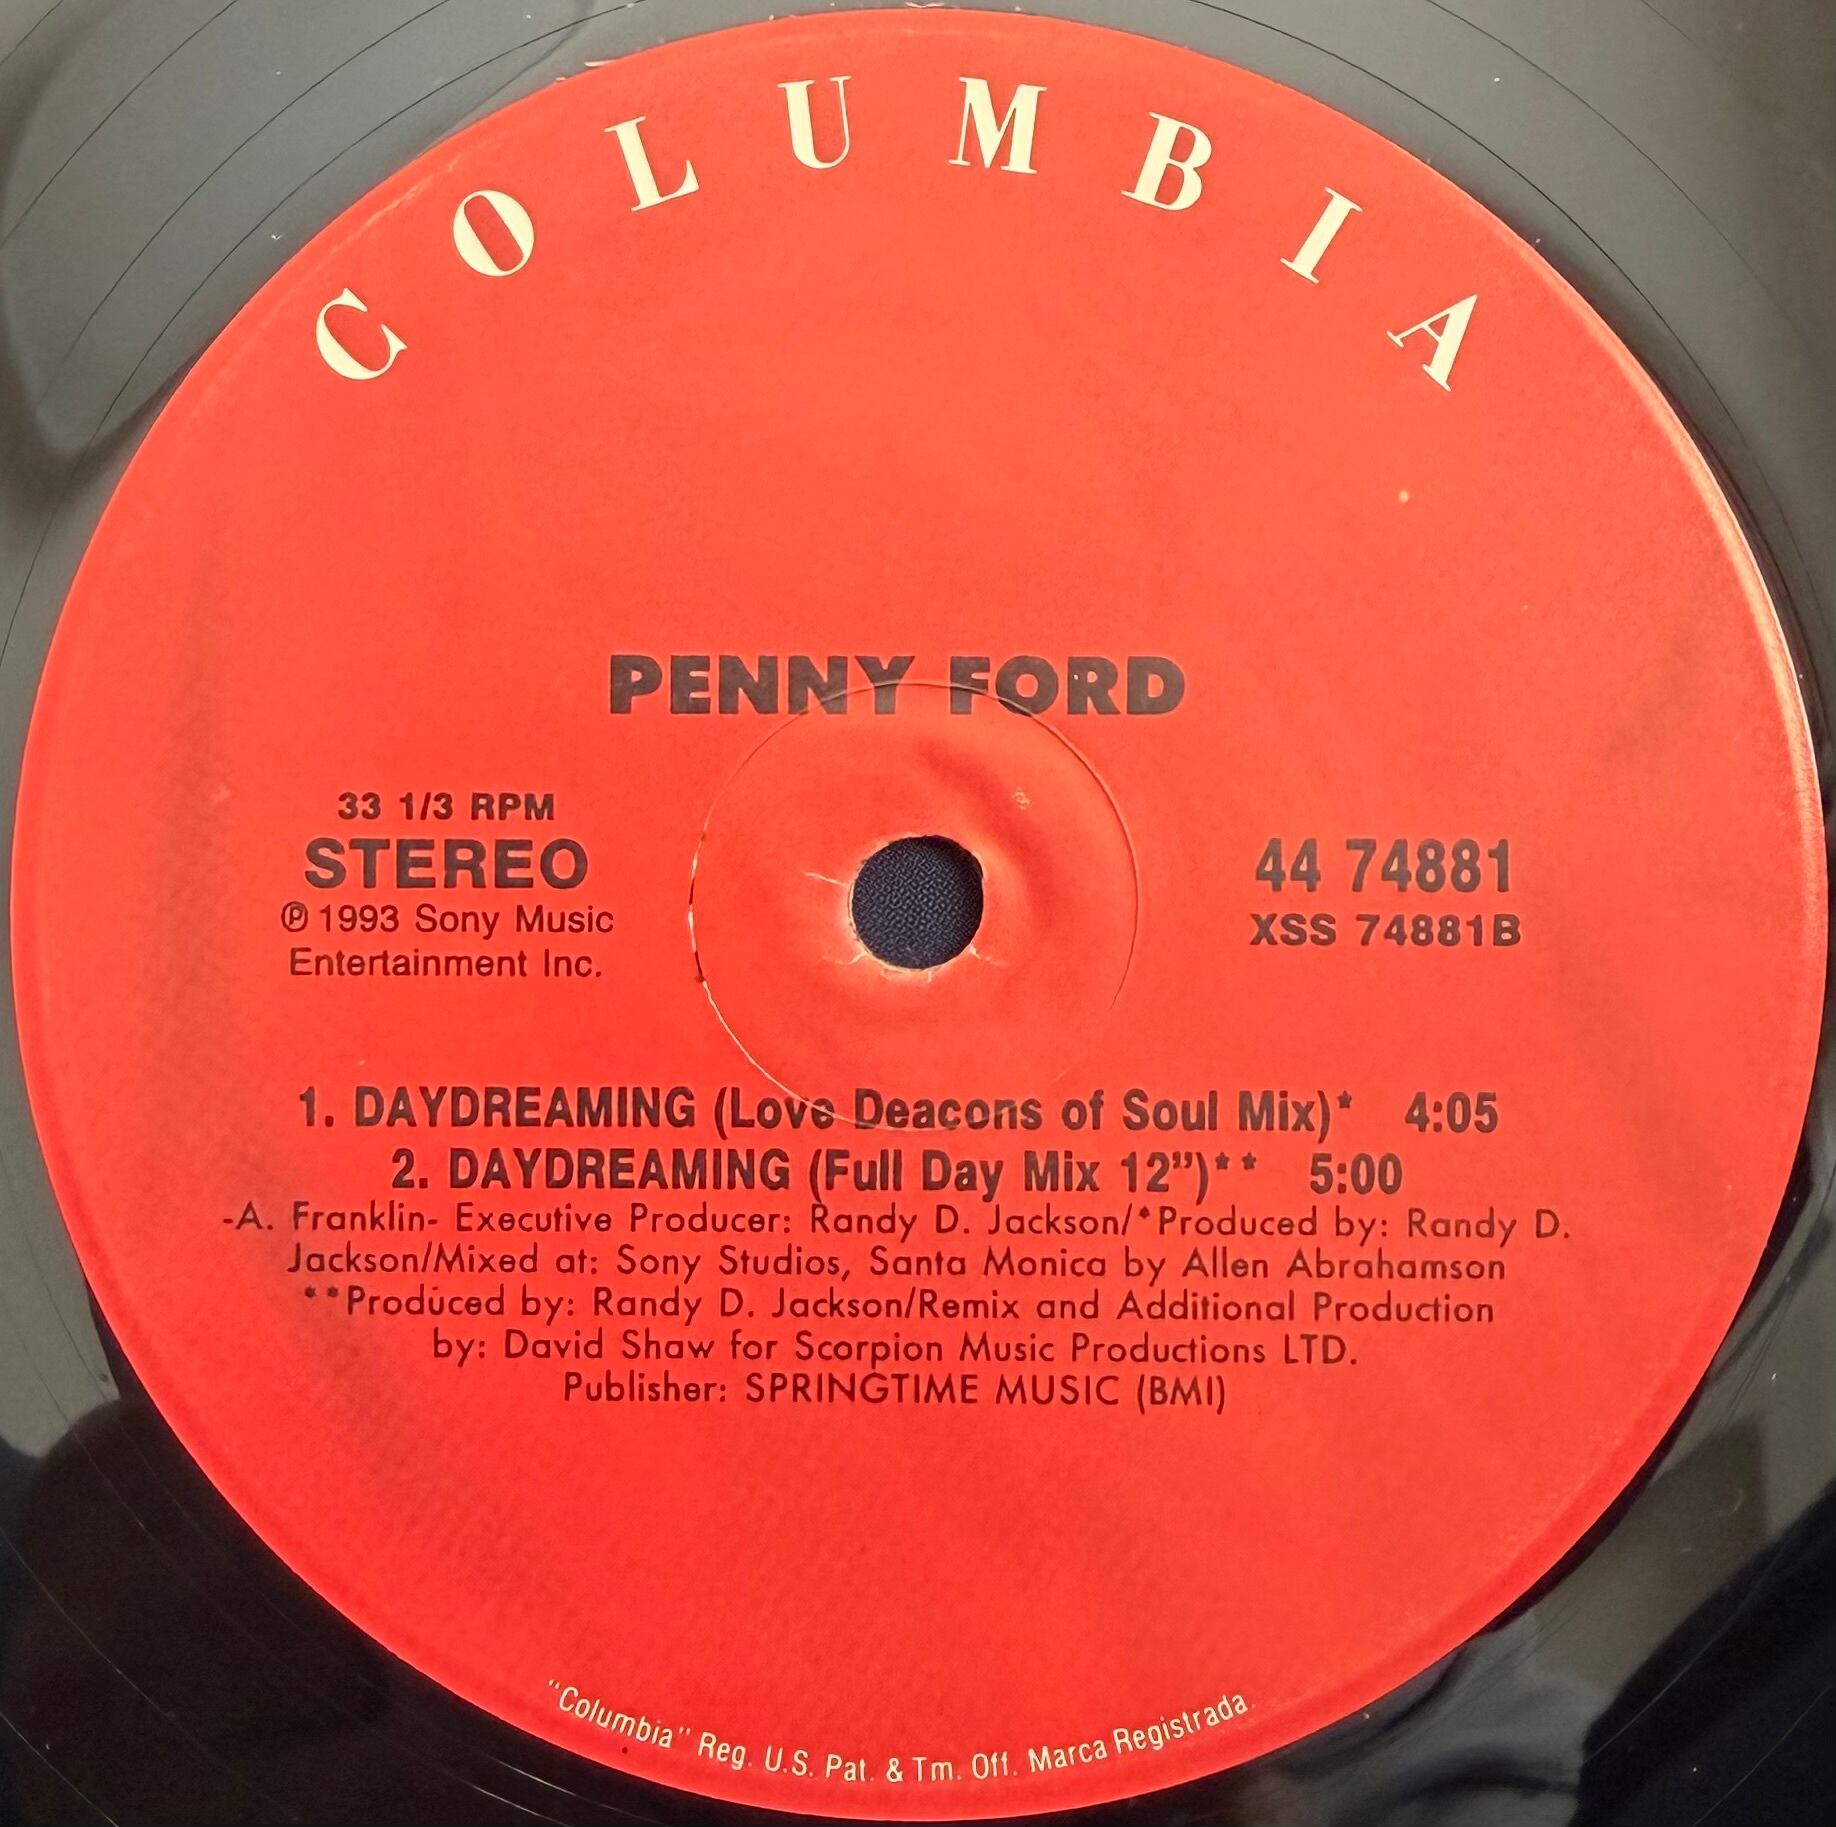 COLUMBIA
PENNY FORD
33 1/3 RPM
STEREO
℗ 1993 Sony Music
Entertainment Inc.
44 74881
XSS 74881B
1. DAYDREAMING (Love Deacons of Soul Mix)* 4:05
2. DAYDREAMING (Full Day Mix 12”)** 5:00
-A. Franklin- Executive Producer: Randy D. Jackson/*Produced by: Randy D.
Jackson/Mixed at: Sony Studios, Santa Monica by Allen Abrahamson
**Produced by: Randy D. Jackson/Remix and Additional Production
by: David Shaw for Scorpion Music Productions LTD.
Publisher: SPRINGTIME MUSIC (BMI)
"Columbia" Reg. U.S. Pat. & Tm. Off. Marca Registrada.